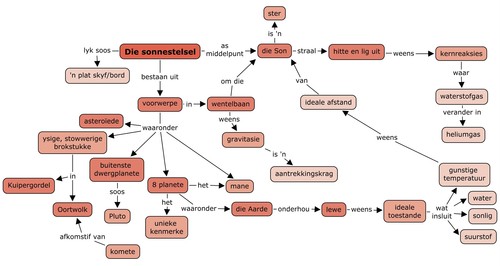 ster
is 'n
lyk soos
Die sonnestelsel
as
middelpunt
die Son
straal
hitte en lig uit
weens
kernreaksies
'n plat skyf/bord
bestaan uit
om die
van
waar
voorwerpe
in
wentelbaan
ideale afstand
waterstofgas
asteroïede
waaronder
weens
verander in
ysige, stowwerige
brokstukke
gravitasie
heliumgas
weens
is 'n
buitenste
dwergplanete
aantrekkingskrag
gunstige
temperatuur
Kuipergordel
in
soos
8 planete
het
mane
water
Oortwolk
Pluto
het
waaronder
die Aarde
onderhou
lewe
weens
ideale
toestande
wat
insluit
sonlig
unieke
kenmerke
afkomstif van
suurstof
komete